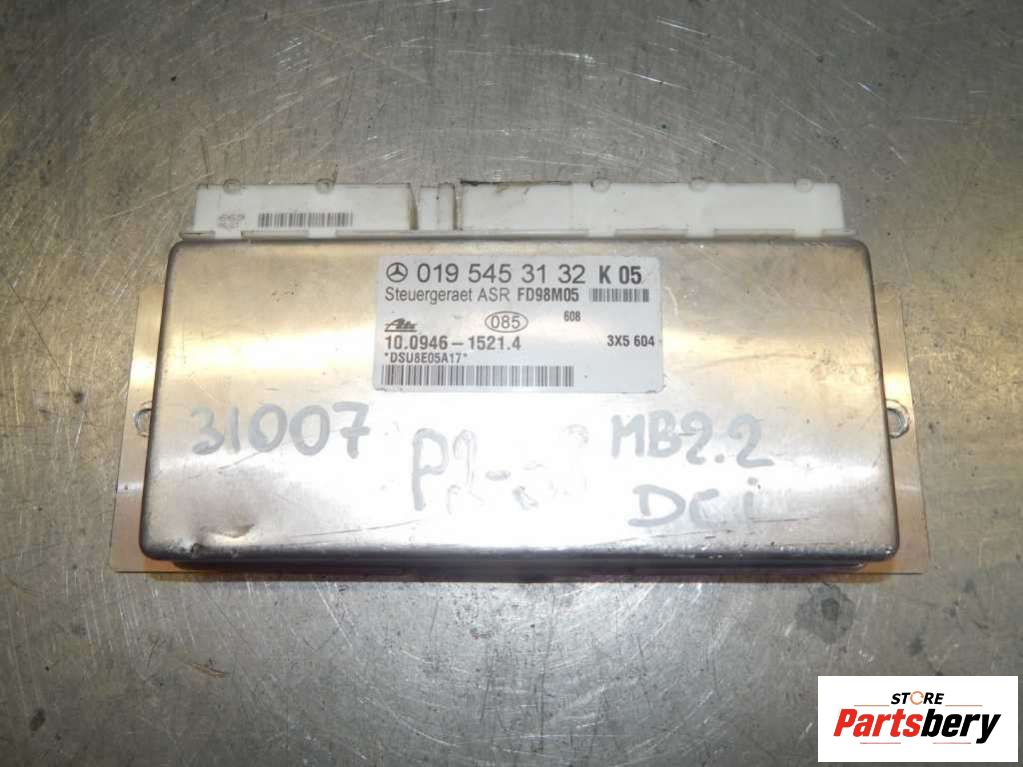 019 545 31 32 K 05
Steuergeraet ASR FD98M05
Ate 085 608
10.0946-1521.4 3X5 604
*DSU8E05A17*
31007
MB2.2
DCi
STORE
Partsbery